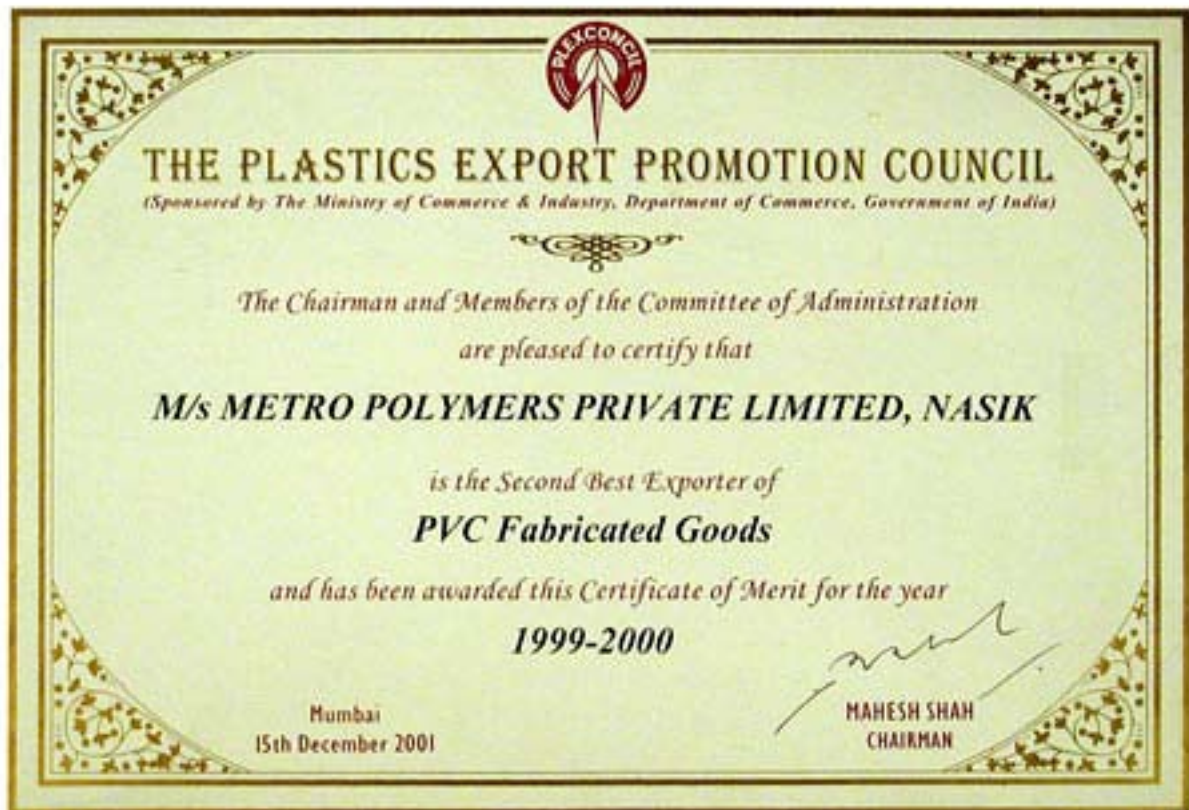 PLEXCONCIL
THE PLASTICS EXPORT PROMOTION COUNCIL
(Sponsored by The Ministry of Commerce & Industry, Department of Commerce, Government of India)
The Chairman and Members of the Committee of Administration
are pleased to certify that
M/s METRO POLYMERS PRIVATE LIMITED, NASIK
is the Second Best Exporter of
PVC Fabricated Goods
and has been awarded this Certificate of Merit for the year
1999-2000
Mumbai
15th December 2001
MAHESH SHAH
CHAIRMAN